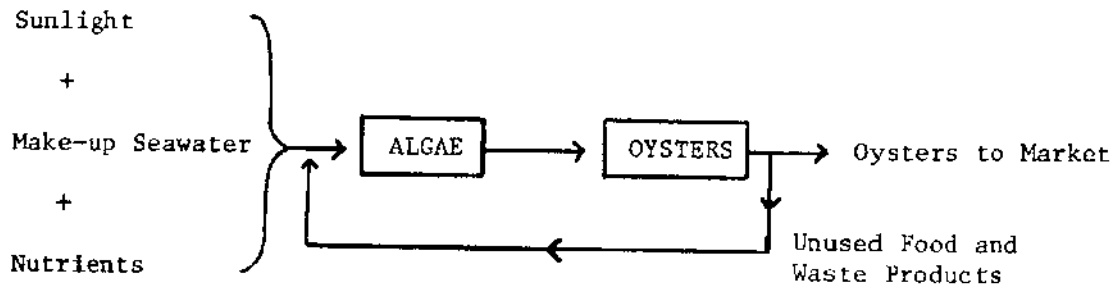 Sunlight
+
Make-up Seawater
+
Nutrients
ALGAE
OYSTERS
Oysters to Market
Unused Food and
Waste Products